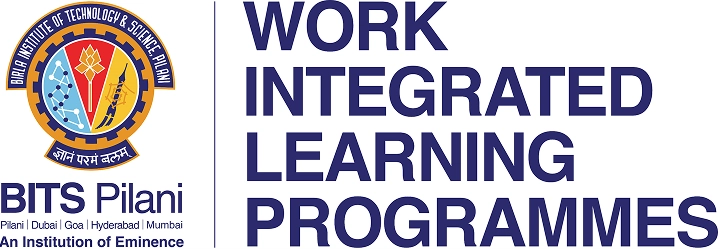 BIRLA INSTITUTE OF TECHNOLOGY & SCIENCE, PILANI
ज्ञानं परमं बलम्
BITS Pilani
Pilani | Dubai | Goa | Hyderabad | Mumbai
An Institution of Eminence
WORK
INTEGRATED
LEARNING
PROGRAMMES